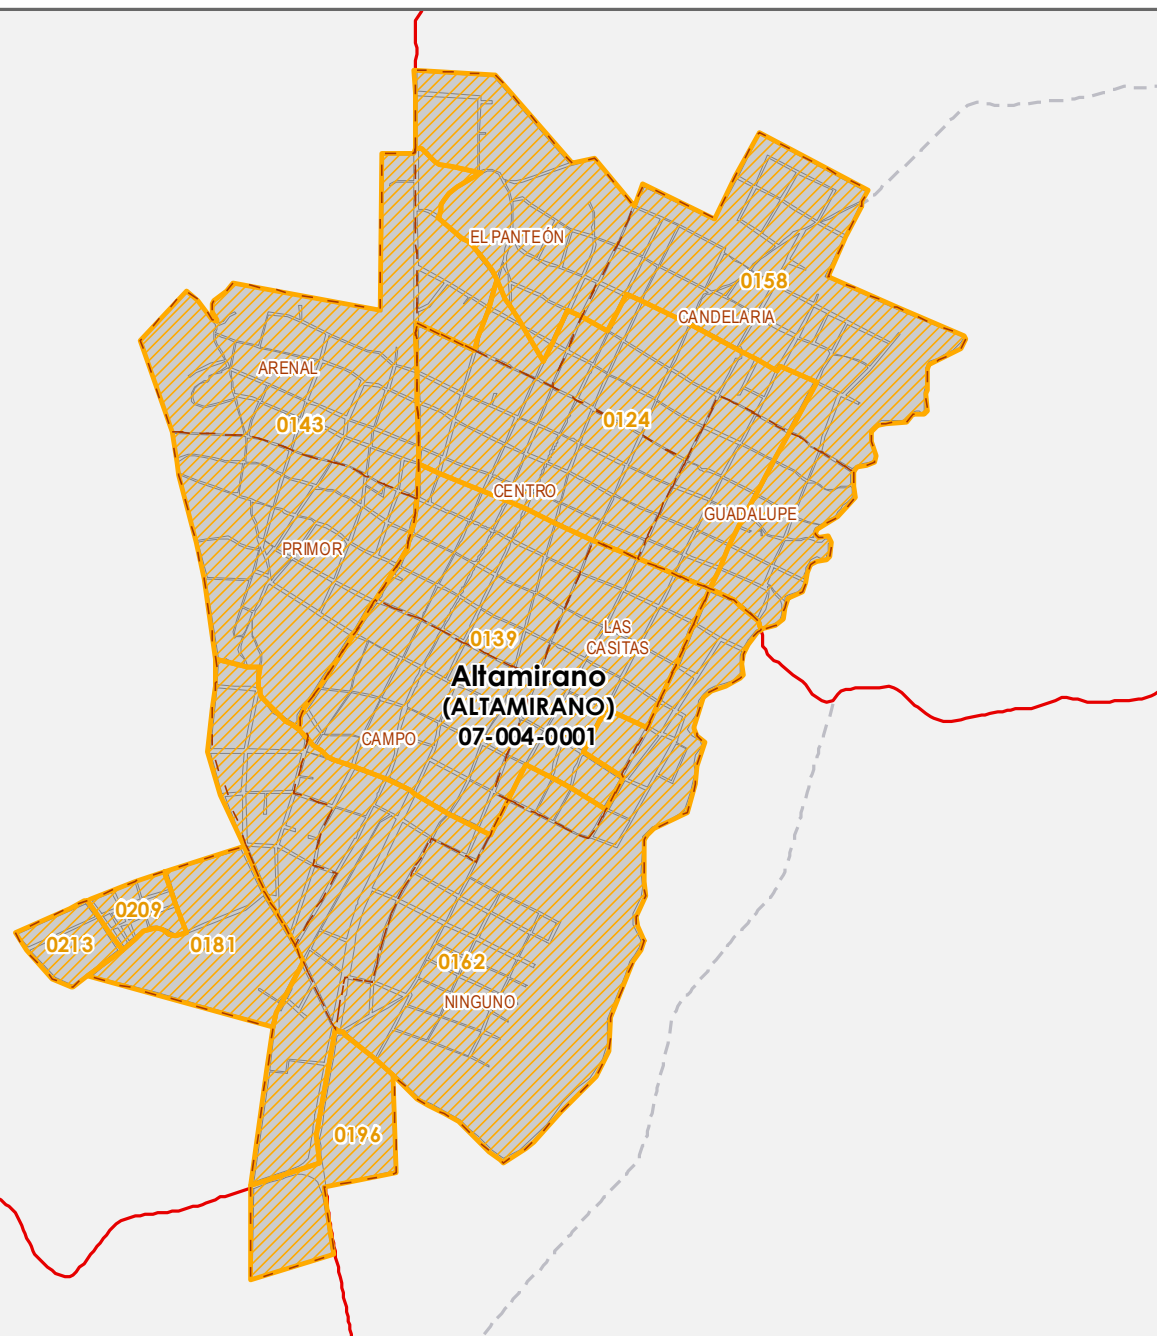 EL PANTEÓN
0158
CANDELARIA
ARENAL
0143
0124
CENTRO
GUADALUPE
PRIMOR
LAS
CASITAS
0139
Altamirano
(ALTAMIRANO)
07-004-0001
CAMPO
0209
0213
0181
0162
NINGUNO
0196